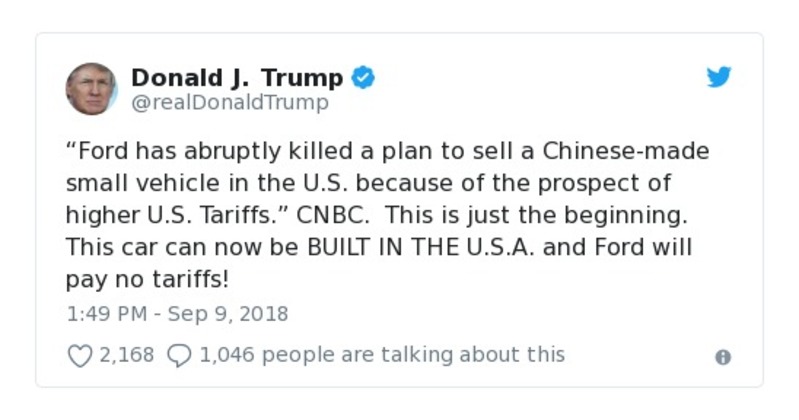 Donald J. Trump
@realDonaldTrump
“Ford has abruptly killed a plan to sell a Chinese-made
small vehicle in the U.S. because of the prospect of
higher U.S. Tariffs.” CNBC.  This is just the beginning.
This car can now be BUILT IN THE U.S.A. and Ford will
pay no tariffs!
1:49 PM - Sep 9, 2018
2,168 1,046 people are talking about this